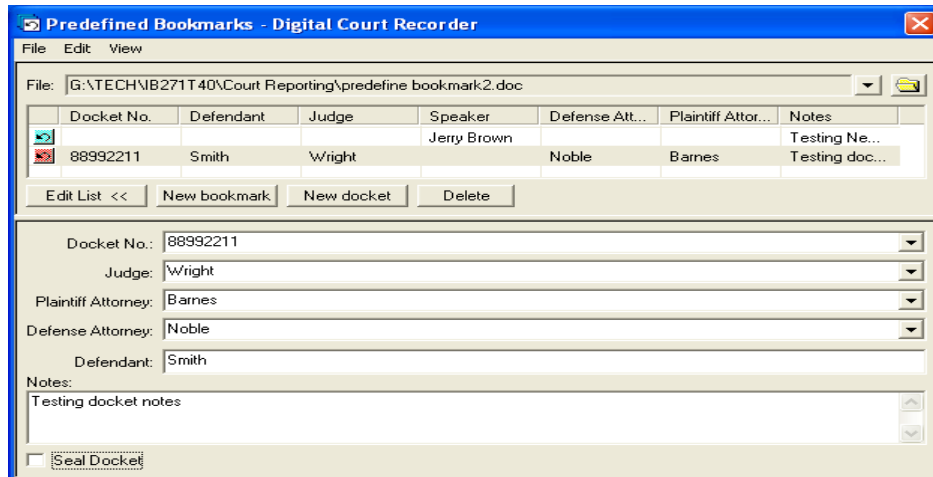 Predefined Bookmarks - Digital Court Recorder
File Edit View
File: G:\TECH\IB271T40\Court Reporting\predefine bookmark2.doc
Docket No. Defendant Judge Speaker Defense Att... Plaintiff Attor... Notes
Jerry Brown Testing Ne...
88992211 Smith Wright Noble Barnes Testing doc...
Edit List << New bookmark New docket Delete
Docket No.: 88992211
Judge: Wright
Plaintiff Attorney: Barnes
Defense Attorney: Noble
Defendant: Smith
Notes:
Testing docket notes
Seal Docket